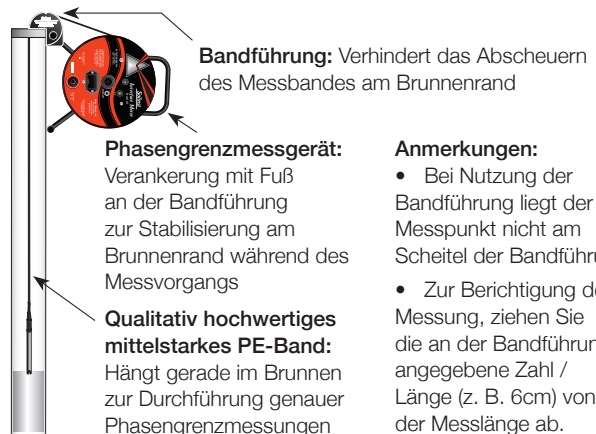 Bandführung: Verhindert das Abscheuern
des Messbandes am Brunnenrand
Phasengrenzmessgerät:
Verankerung mit Fuß
an der Bandführung
zur Stabilisierung am
Brunnenrand während des
Messvorgangs
Qualitativ hochwertiges
mittelstarkes PE-Band:
Hängt gerade im Brunnen
zur Durchführung genauer
Phasengrenzmessungen
Anmerkungen:
• Bei Nutzung der
Bandführung liegt der
Messpunkt nicht am
Scheitel der
• Zur Berichtigung
Messung, ziehen Sie
die an der
angegebene Zahl /
Länge (z. B. 6cm) von
der Messlänge ab.